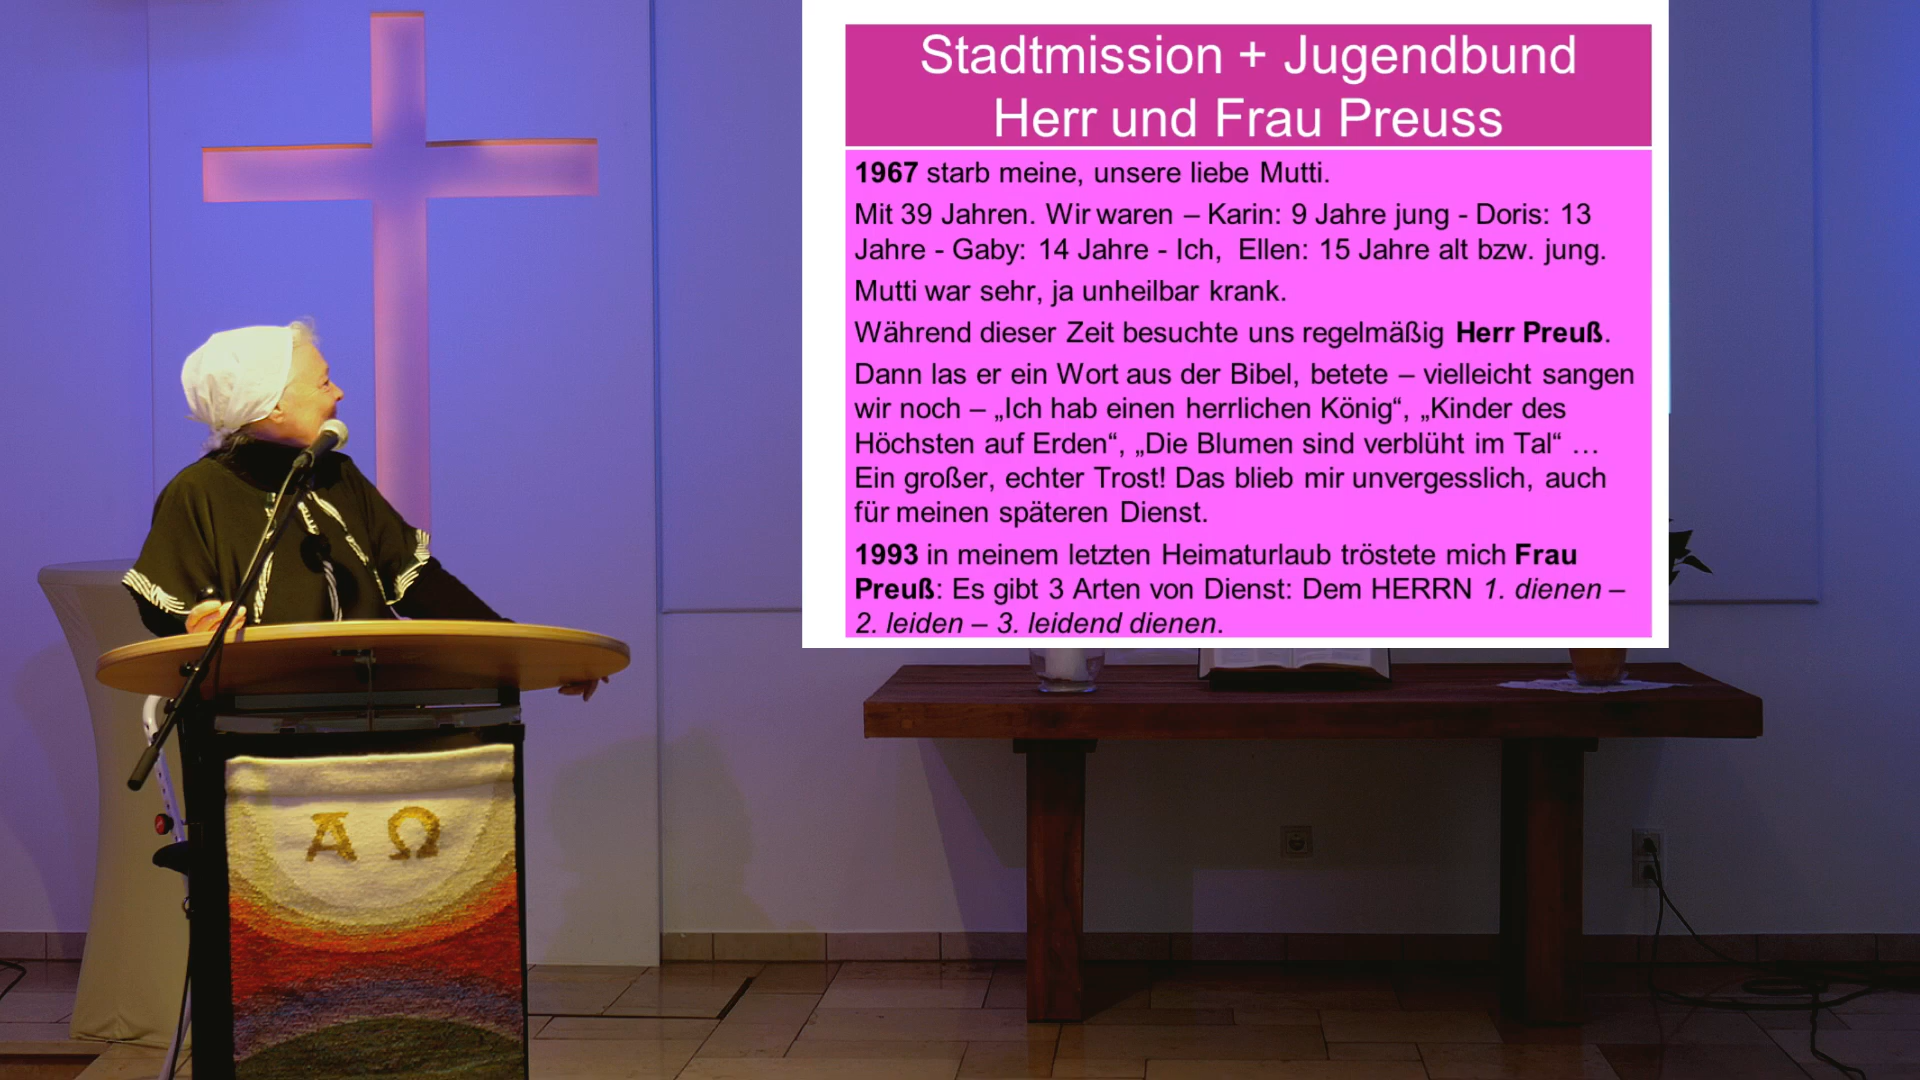 Stadtmission + Jugendbund
Herr und Frau Preuss
1967 starb meine, unsere liebe Mutti.
Mit 39 Jahren. Wir waren – Karin: 9 Jahre jung - Doris: 13
Jahre - Gaby: 14 Jahre - Ich, Ellen: 15 Jahre alt bzw. jung.
Mutti war sehr, ja unheilbar krank.
Während dieser Zeit besuchte uns regelmäßig Herr Preuß.
Dann las er ein Wort aus der Bibel, betete – vielleicht sangen
wir noch – „Ich hab einen herrlichen König“, „Kinder des
Höchsten auf Erden“, „Die Blumen sind verblüht im Tal“ …
Ein großer, echter Trost! Das blieb mir unvergesslich, auch
für meinen späteren Dienst.
1993 in meinem letzten Heimaturlaub tröstete mich Frau
Preuß: Es gibt 3 Arten von Dienst: Dem HERRN 1. dienen –
2. leiden – 3. leidend dienen.
Α Ω